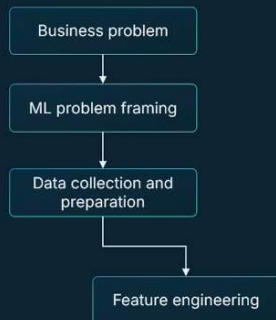 Business problem
ML problem framing
Data collection and
preparation
Feature engineering